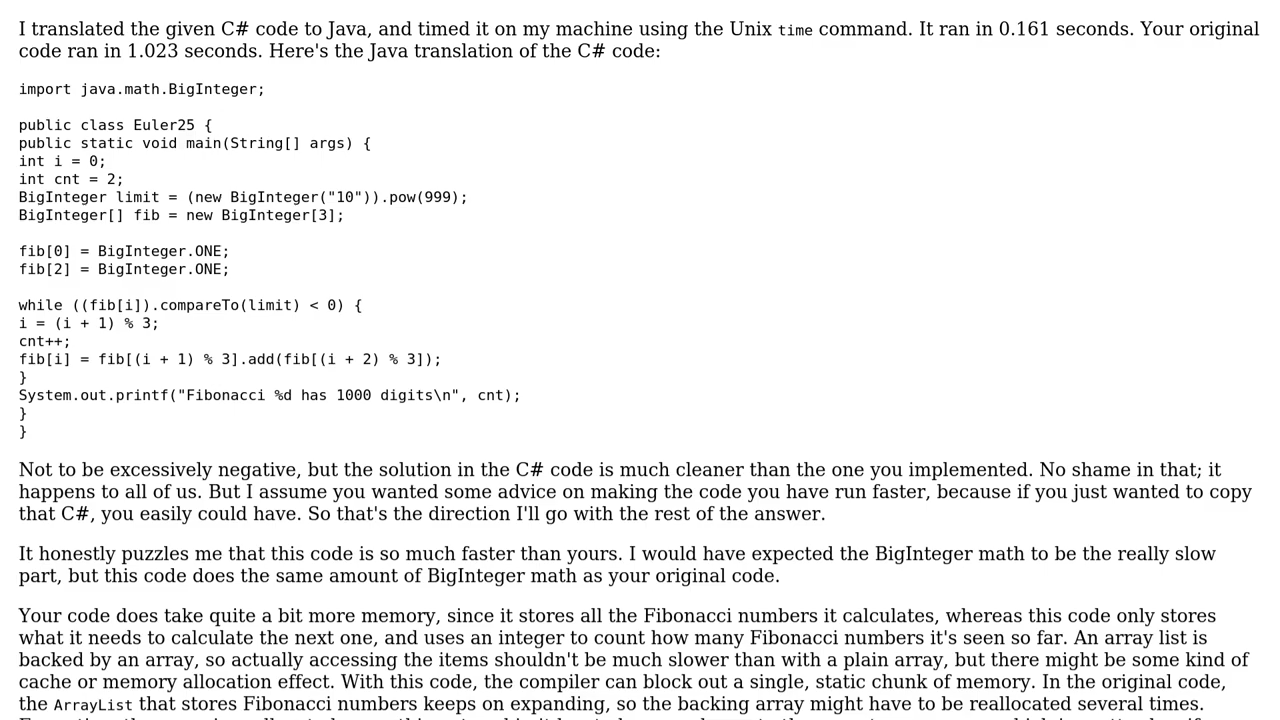 I translated the given C# code to Java, and timed it on my machine using the Unix time command. It ran in 0.161 seconds. Your original
code ran in 1.023 seconds. Here's the Java translation of the C# code:
import java.math.BigInteger;
public class Euler25 {
public static void main(String[] args) {
int i = 0;
int cnt = 2;
BigInteger limit = (new BigInteger("10")).pow(999);
BigInteger[] fib = new BigInteger[3];
fib[0] = BigInteger.ONE;
fib[2] = BigInteger.ONE;
while ((fib[i]).compareTo(limit) < 0) {
i = (i + 1) % 3;
cnt++;
fib[i] = fib[(i + 1) % 3].add(fib[(i + 2) % 3]);
}
System.out.printf("Fibonacci %d has 1000 digits\n", cnt);
}
}
Not to be excessively negative, but the solution in the C# code is much cleaner than the one you implemented. No shame in that; it
happens to all of us. But I assume you wanted some advice on making the code you have run faster, because if you just wanted to copy
that C#, you easily could have. So that's the direction I'll go with the rest of the answer.
It honestly puzzles me that this code is so much faster than yours. I would have expected the BigInteger math to be the really slow
part, but this code does the same amount of BigInteger math as your original code.
Your code does take quite a bit more memory, since it stores all the Fibonacci numbers it calculates, whereas this code only stores
what it needs to calculate the next one, and uses an integer to count how many Fibonacci numbers it's seen so far. An array list is
backed by an array, so actually accessing the items shouldn't be much slower than with a plain array, but there might be some kind of
cache or memory allocation effect. With this code, the compiler can block out a single, static chunk of memory. In the original code,
the ArrayList that stores Fibonacci numbers keeps on expanding, so the backing array might have to be reallocated several times.